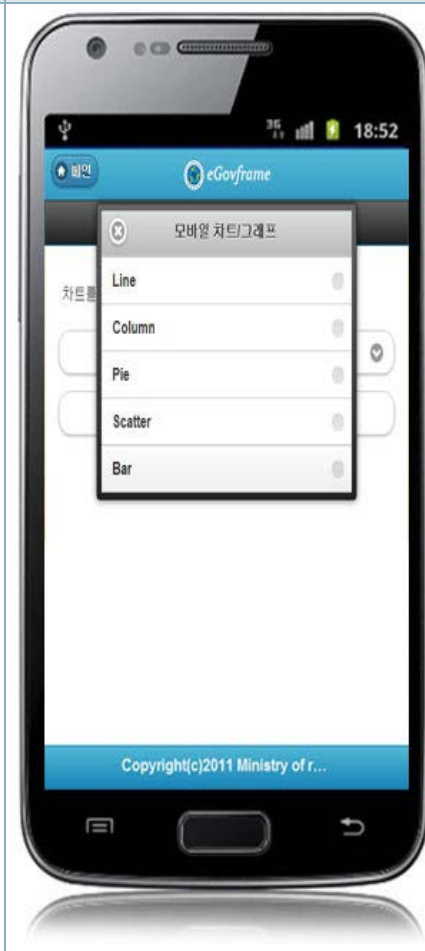 3G
18:52
메인
eGovframe
모바일 차트/그래프
차트를
Line
Column
Pie
Scatter
Bar
Copyright(c)2011 Ministry of r...